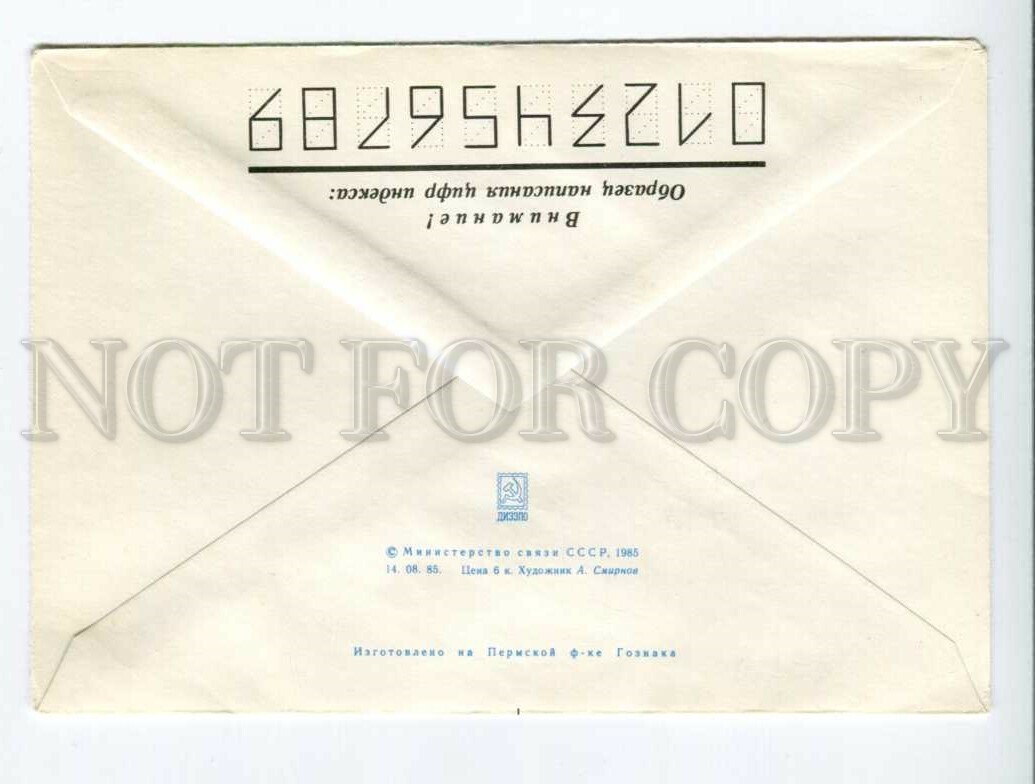 Внимание!
Образец написания цифр индекса:
0123456789
NOT FOR COPY
ДИЭЗПО
© Министерство связи СССР, 1985
14. 08. 85. Цена 6 к. Художник А. Смирнов
Изготовлено на Пермской ф-ке Гознака